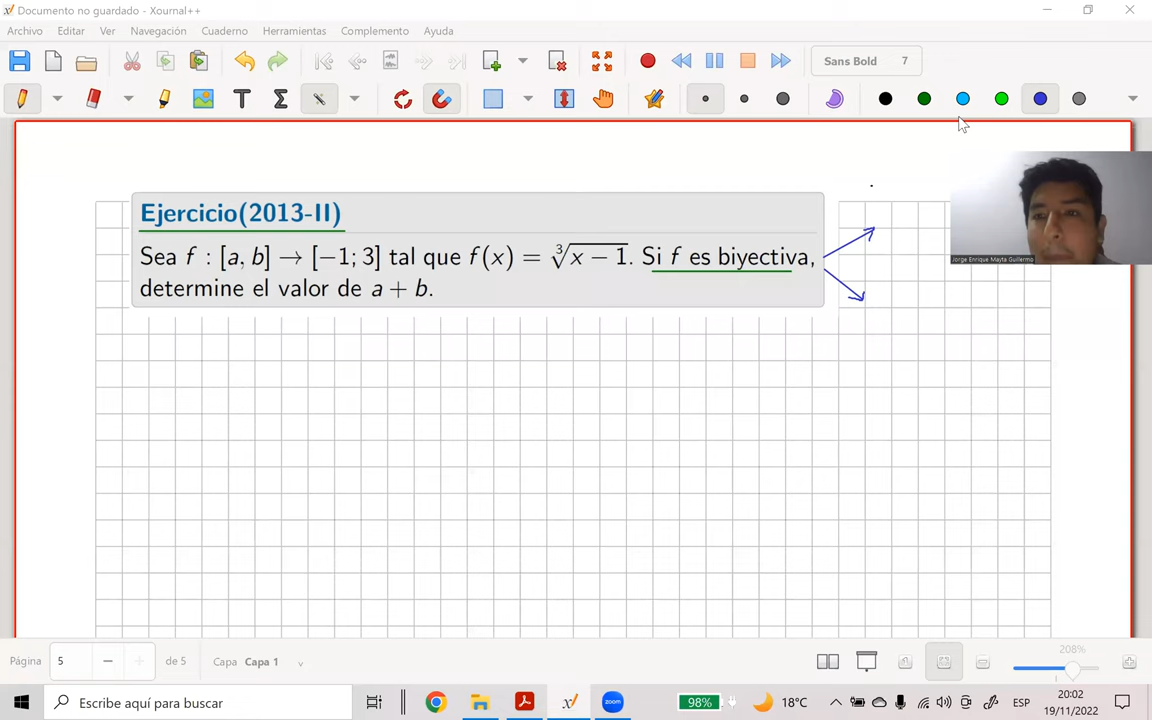 Documento no guardado - Xournal++
Archivo Editar Ver Navegación Cuaderno Herramientas Complemento Ayuda
Sans Bold 7
Ejercicio(2013-II)
Sea f : [a, b] → [−1; 3] tal que f(x) = ∛(x − 1). Si f es biyectiva,
determine el valor de a + b.
Jorge Enrique Mayta Guillermo
Página 5 de 5 Capa Capa 1 208%
Escribe aquí para buscar 98% 18°C ESP 20:02
19/11/2022
zoom